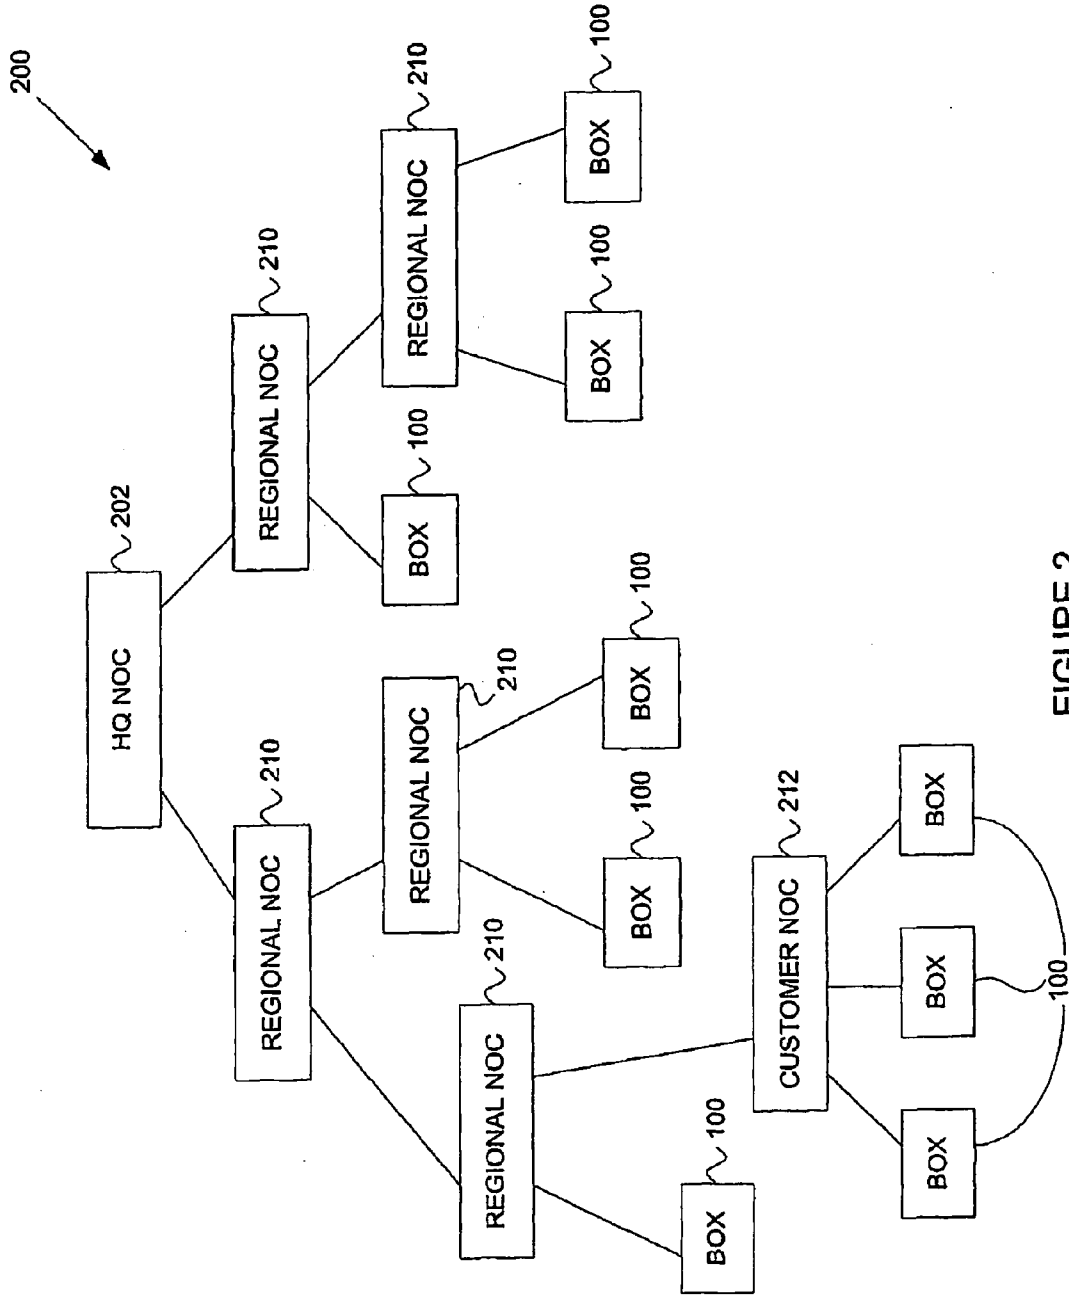 200
HQ NOC
202
REGIONAL NOC
210
REGIONAL NOC
210
REGIONAL NOC
210
BOX
100
REGIONAL NOC
210
REGIONAL NOC
210
BOX
100
BOX
100
BOX
100
BOX
100
BOX
100
CUSTOMER NOC
212
BOX
BOX
BOX
100
FIGURE 2